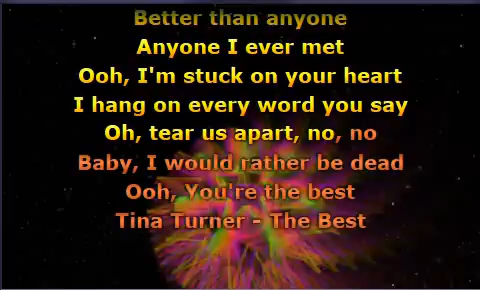 Better than anyone
Anyone I ever met
Ooh, I'm stuck on your heart
I hang on every word you say
Oh, tear us apart, no, no
Baby, I would rather be dead
Ooh, You're the best
Tina Turner - The Best